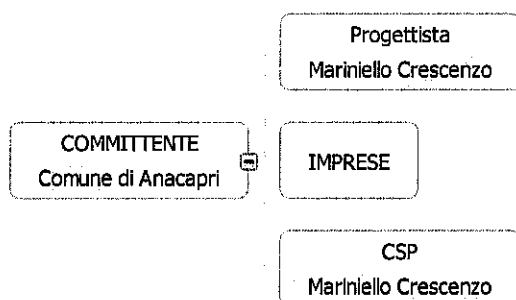 Progettista
Mariniello Crescenzo
COMMITTENTE
Comune di Anacapri
IMPRESE
CSP
Mariniello Crescenzo